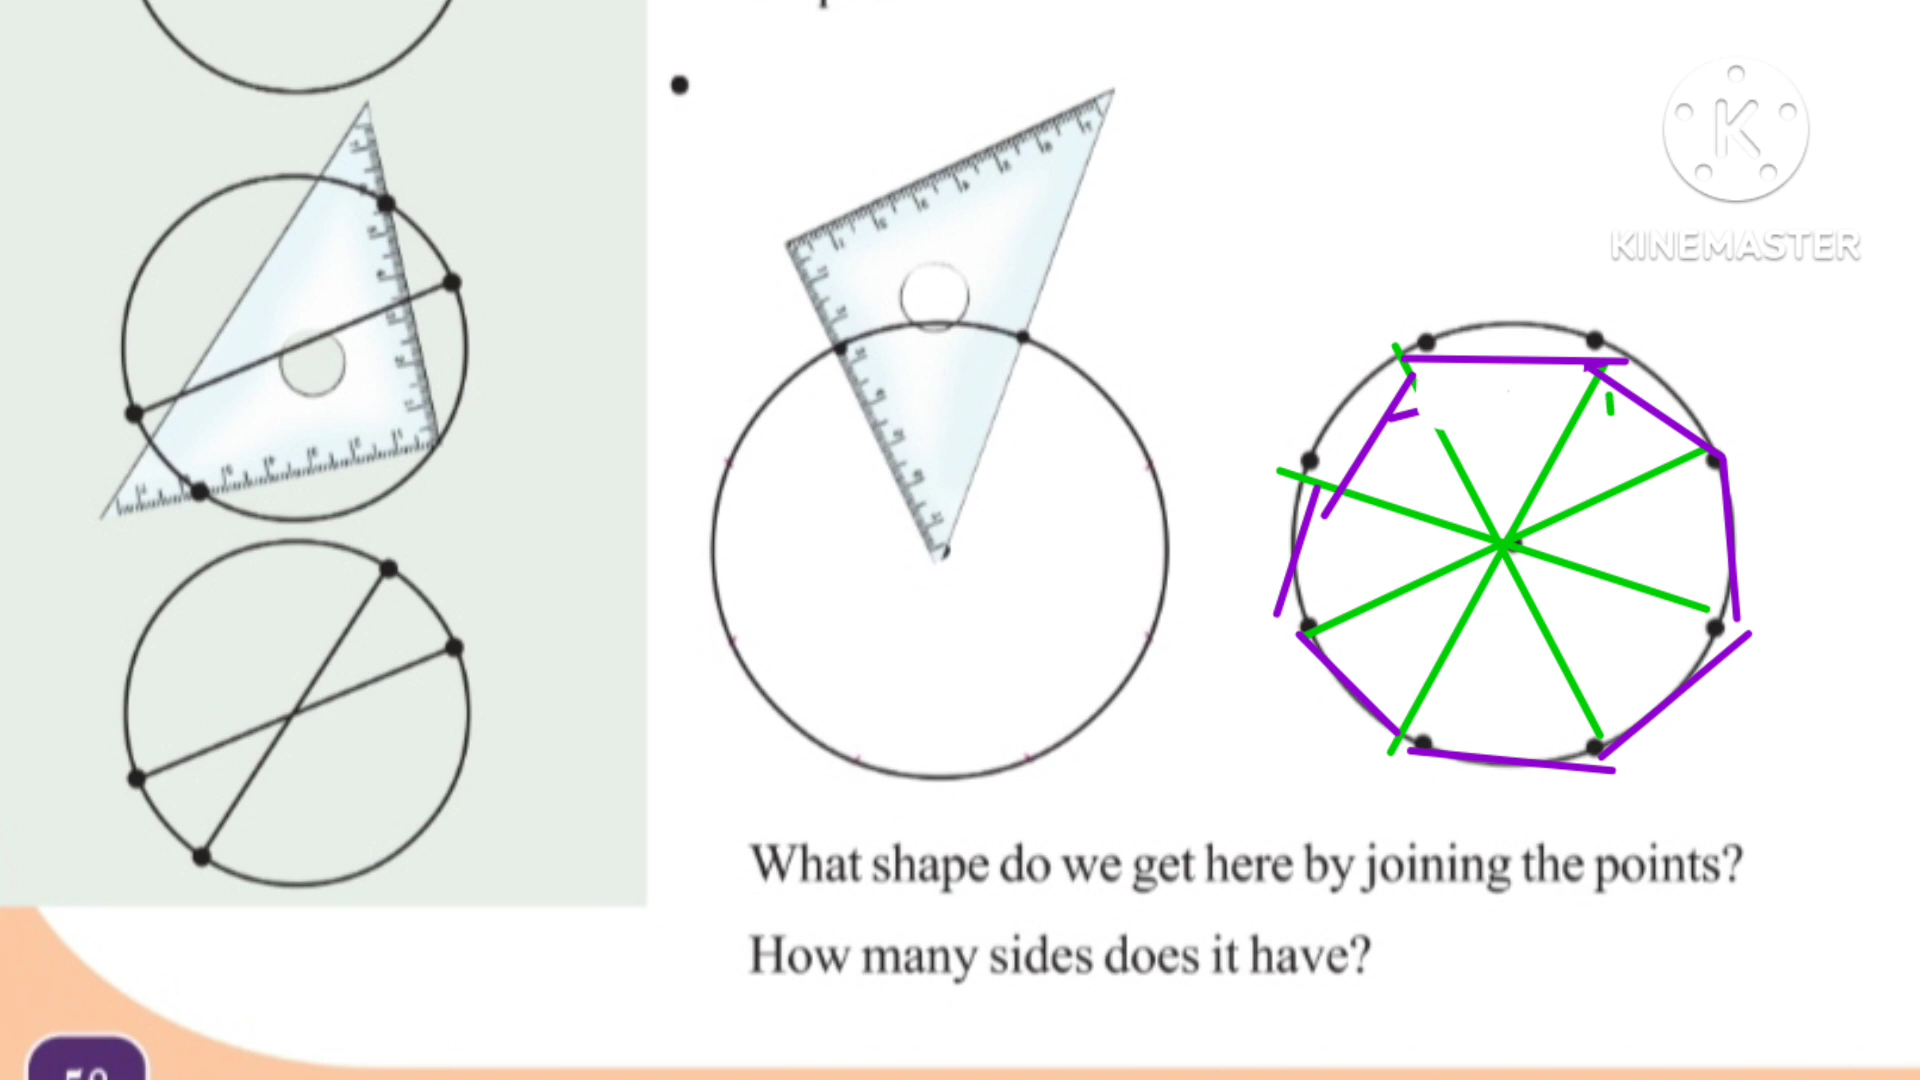 K
KINEMASTER
What shape do we get here by joining the points?
How many sides does it have?